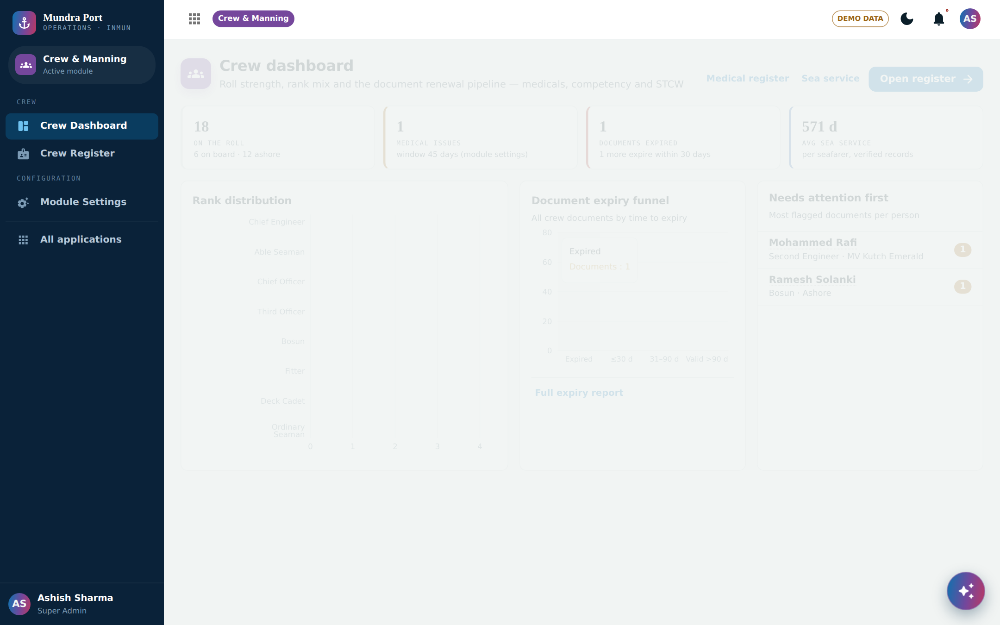 Mundra Port
OPERATIONS · INMUN
Crew & Manning
Active module
CREW
Crew Dashboard
Crew Register
CONFIGURATION
Module Settings
All applications
AS
Ashish Sharma
Super Admin
Crew & Manning
DEMO DATA
AS
Crew dashboard
Roll strength, rank mix and the document renewal pipeline — medicals, competency and STCW
Medical register
Sea service
Open register
18
ON THE ROLL
6 on board · 12 ashore
1
MEDICAL ISSUES
window 45 days (module settings)
1
DOCUMENTS EXPIRED
1 more expire within 30 days
571 d
AVG SEA SERVICE
per seafarer, verified records
Rank distribution
Chief Engineer
Able Seaman
Chief Officer
Third Officer
Bosun
Fitter
Deck Cadet
Ordinary
Seaman
0 1 2 3 4
Document expiry funnel
All crew documents by time to expiry
80
60
40
20
0
Expired
Documents : 1
Expired ≤30 d 31–90 d Valid >90 d
Full expiry report
Needs attention first
Most flagged documents per person
Mohammed Rafi
Second Engineer · MV Kutch Emerald
1
Ramesh Solanki
Bosun · Ashore
1